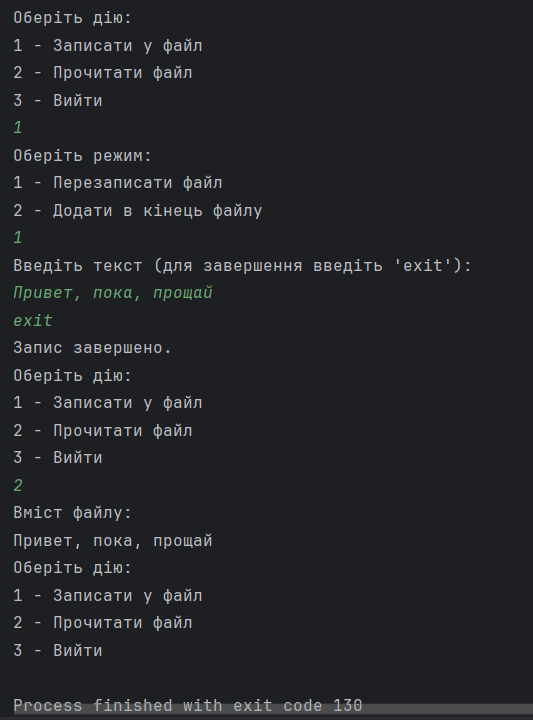 Оберіть дію:
1 - Записати у файл
2 - Прочитати файл
3 - Вийти
1
Оберіть режим:
1 - Перезаписати файл
2 - Додати в кінець файлу
1
Введіть текст (для завершення введіть 'exit'):
Привет, пока, прощай
exit
Запис завершено.
Оберіть дію:
1 - Записати у файл
2 - Прочитати файл
3 - Вийти
2
Вміст файлу:
Привет, пока, прощай
Оберіть дію:
1 - Записати у файл
2 - Прочитати файл
3 - Вийти
Process finished with exit code 130